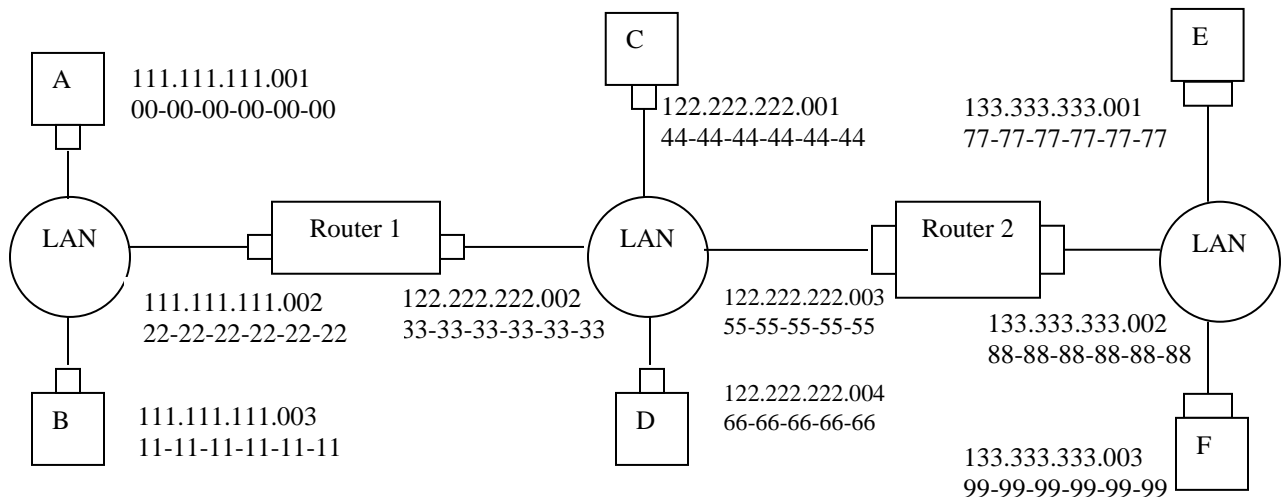 A
111.111.111.001
00-00-00-00-00-00
C
122.222.222.001
44-44-44-44-44-44
E
133.333.333.001
77-77-77-77-77-77
LAN
Router 1
LAN
Router 2
LAN
111.111.111.002
22-22-22-22-22-22
122.222.222.002
33-33-33-33-33-33
122.222.222.003
55-55-55-55-55
133.333.333.002
88-88-88-88-88-88
B
111.111.111.003
11-11-11-11-11-11
D
122.222.222.004
66-66-66-66-66
F
133.333.333.003
99-99-99-99-99-99